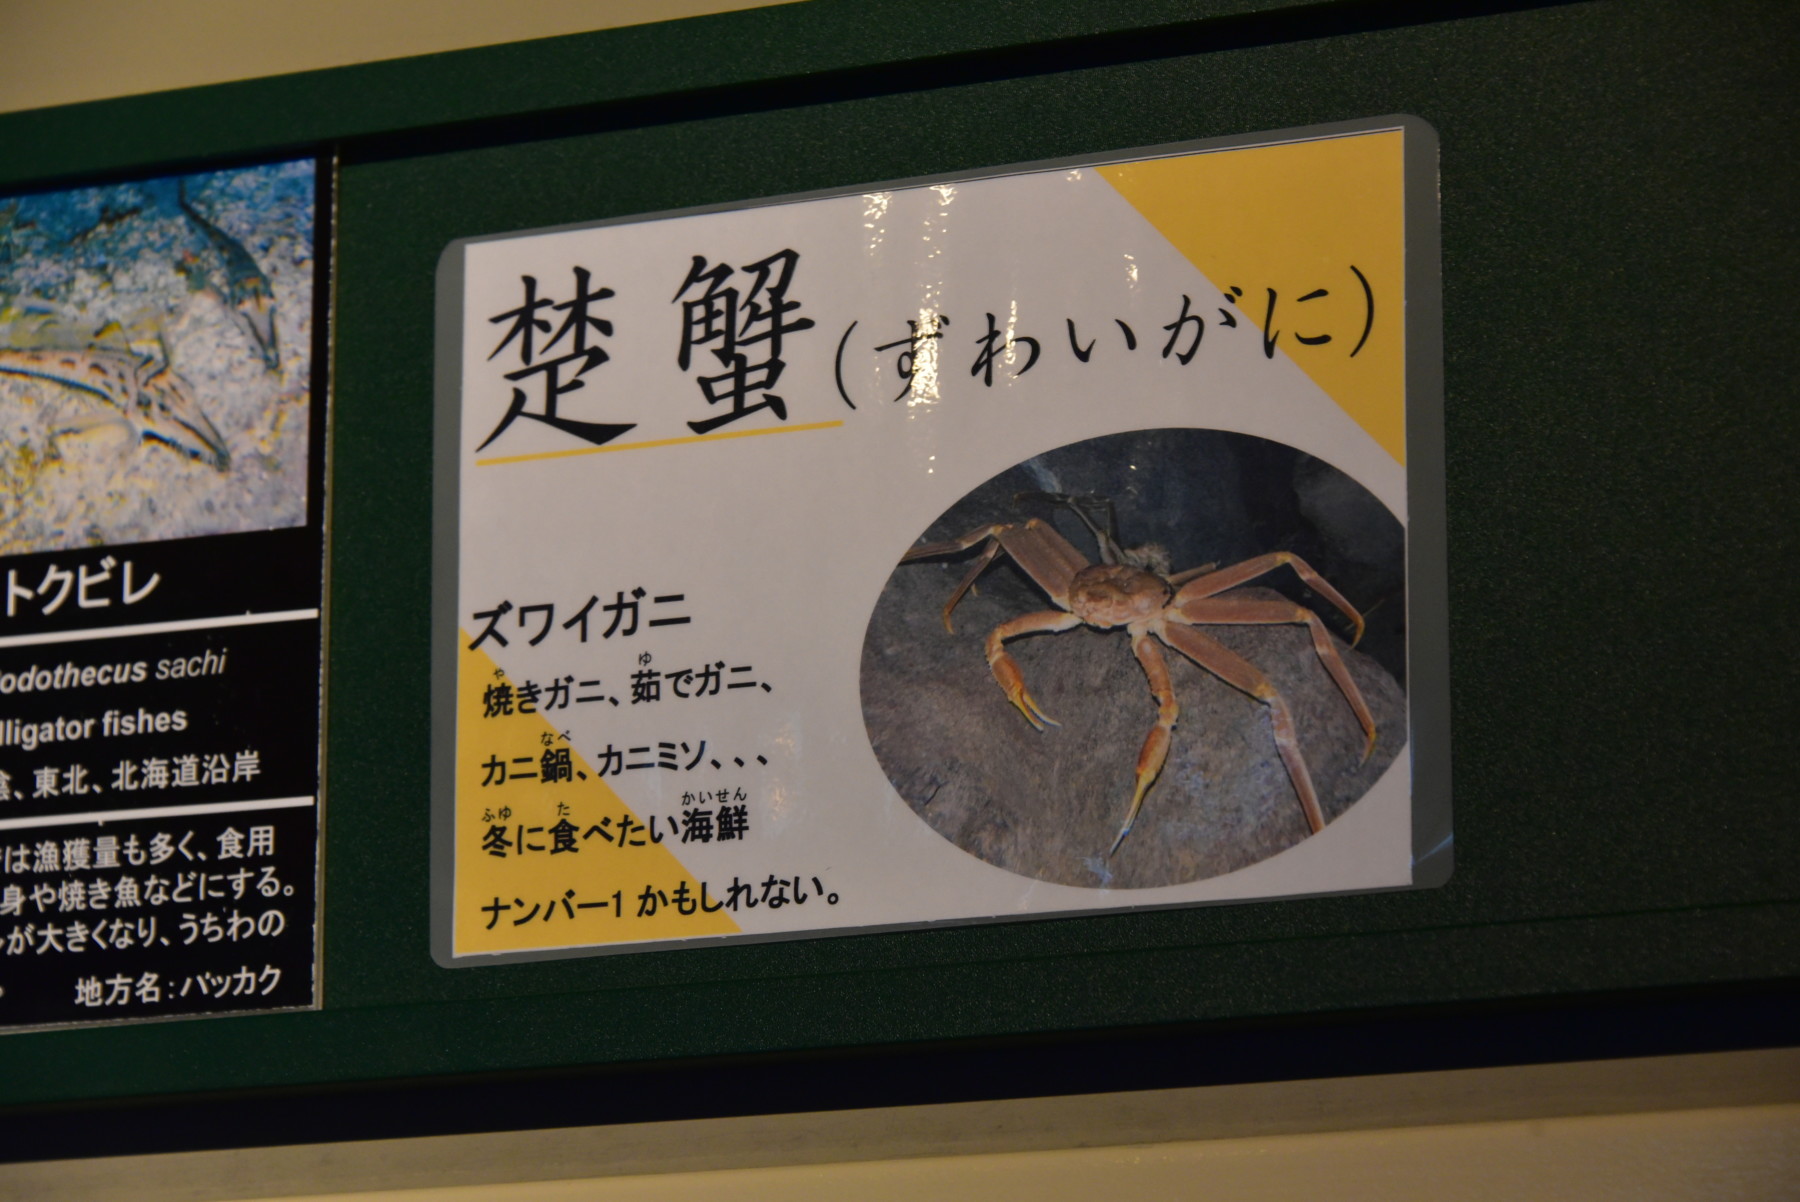 トクビレ
odothecus sachi
lligator fishes
、東北、北海道沿岸
は漁獲量も多く、食用
身や焼き魚などにする。
が大きくなり、うちわの
地方名：バッカク
楚蟹(ずわいがに)
ズワイガニ
焼きガニ、茹でガニ、
カニ鍋、カニミソ、、、
冬に食べたい海鮮
ナンバー1かもしれない。